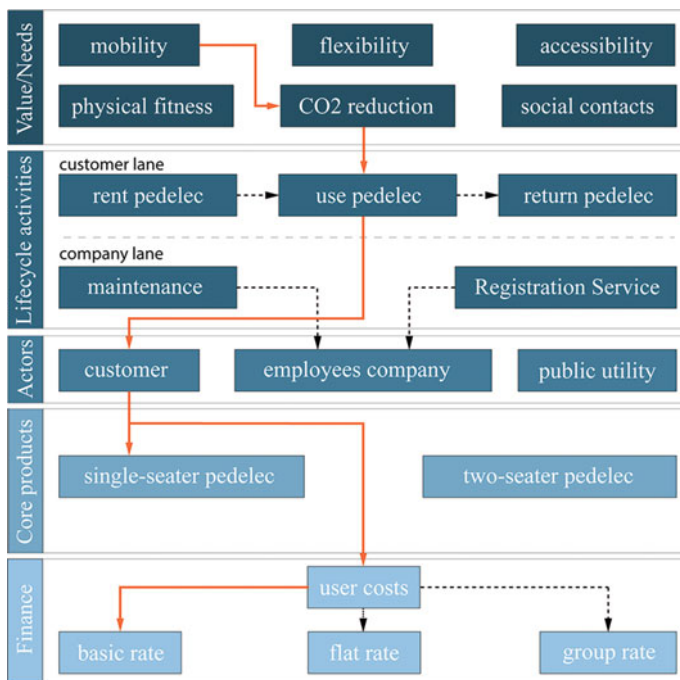 Value/Needs
mobility
flexibility
accessibility
physical fitness
CO2 reduction
social contacts
Lifecycle activities
customer lane
rent pedelec
use pedelec
return pedelec
company lane
maintenance
Registration Service
Actors
customer
employees company
public utility
Core products
single-seater pedelec
two-seater pedelec
Finance
user costs
basic rate
flat rate
group rate